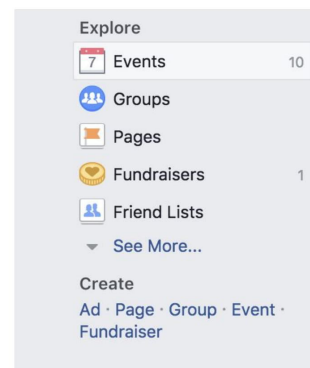 Explore
7 Events 10
Groups
Pages
Fundraisers 1
Friend Lists
See More...
Create
Ad · Page · Group · Event ·
Fundraiser